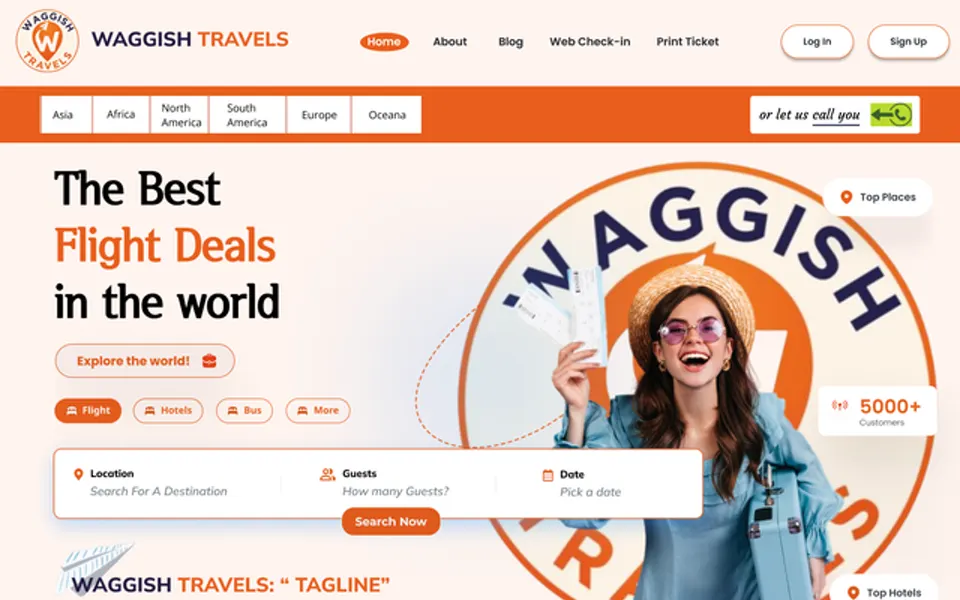 WAGGISH
W
TRAVELS
WAGGISH TRAVELS
Home
About
Blog
Web Check-in
Print Ticket
Log In
Sign Up
Asia
Africa
North
America
South
America
Europe
Oceana
or let us call you
The Best
Flight Deals
in the world
Explore the world!
Flight
Hotels
Bus
More
WAGGISH
Top Places
5000+
Customers
Location
Search For A Destination
Guests
How many Guests?
Date
Pick a date
Search Now
WAGGISH TRAVELS: “ TAGLINE”
Top Hotels